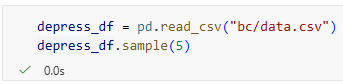 depress_df = pd.read_csv("bc/data.csv")
depress_df.sample(5)
0.0s